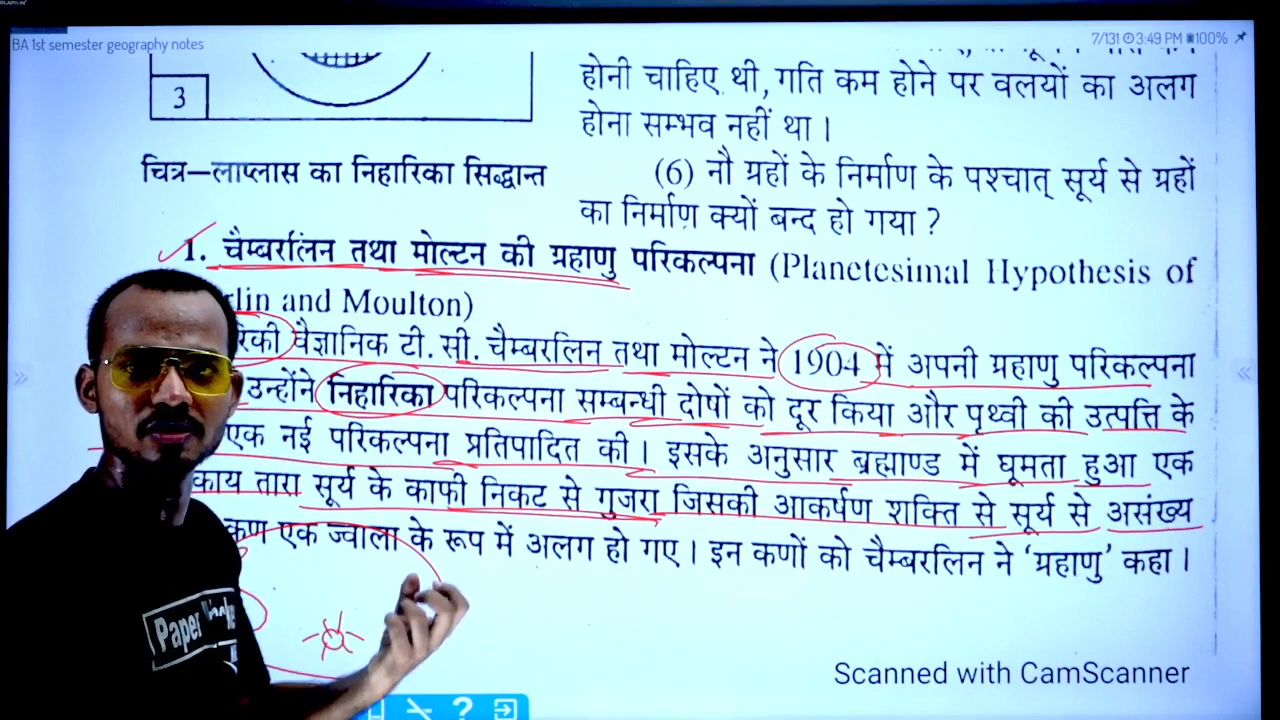 BA 1st semester geography notes
7/131 3:49 PM 100%
होनी चाहिए थी, गति कम होने पर वलयों का अलग
होना सम्भव नहीं था।
3
चित्र—लाप्लास का निहारिका सिद्धान्त
(6) नौ ग्रहों के निर्माण के पश्चात् सूर्य से ग्रहों
का निर्माण क्यों बन्द हो गया ?
1. चैम्बरलिन तथा मोल्टन की ग्रहाणु परिकल्पना (Planetesimal Hypothesis of
and Moulton)
वैज्ञानिक टी. सी. चैम्बरलिन तथा मोल्टन ने 1904 में अपनी ग्रहाणु परिकल्पना
उन्होंने निहारिका परिकल्पना सम्बन्धी दोषों को दूर किया और पृथ्वी की उत्पत्ति के
एक नई परिकल्पना प्रतिपादित की। इसके अनुसार ब्रह्माण्ड में घूमता हुआ एक
तारा सूर्य के काफी निकट से गुजरा जिसकी आकर्षण शक्ति से सूर्य से असंख्य
कण एक ज्वाला के रूप में अलग हो गए। इन कणों को चैम्बरलिन ने ‘ग्रहाणु’ कहा।
Paper
Scanned with CamScanner